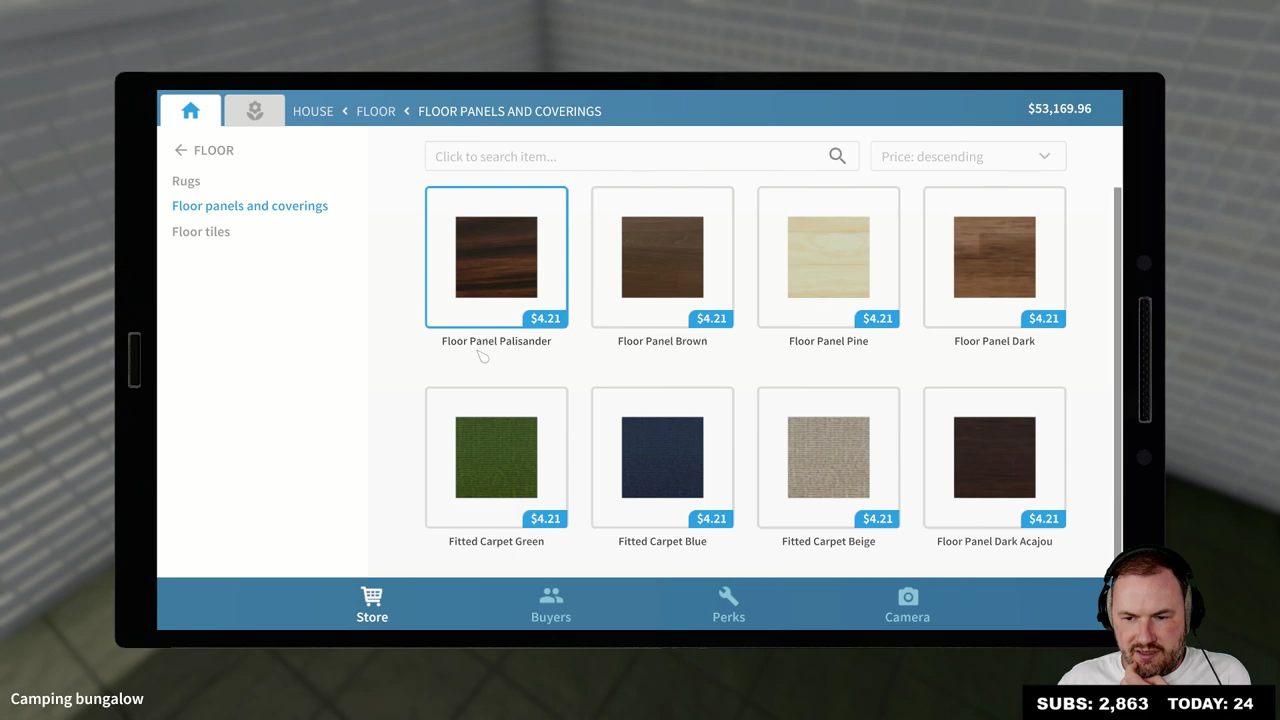 HOUSE < FLOOR < FLOOR PANELS AND COVERINGS
$53,169.96
FLOOR
Rugs
Floor panels and coverings
Floor tiles
Click to search item...
Price: descending
$4.21
$4.21
$4.21
$4.21
Floor Panel Palisander
Floor Panel Brown
Floor Panel Pine
Floor Panel Dark
$4.21
$4.21
$4.21
$4.21
Fitted Carpet Green
Fitted Carpet Blue
Fitted Carpet Beige
Floor Panel Dark Acajou
Store
Buyers
Perks
Camera
Camping bungalow
SUBS: 2,863 TODAY: 24